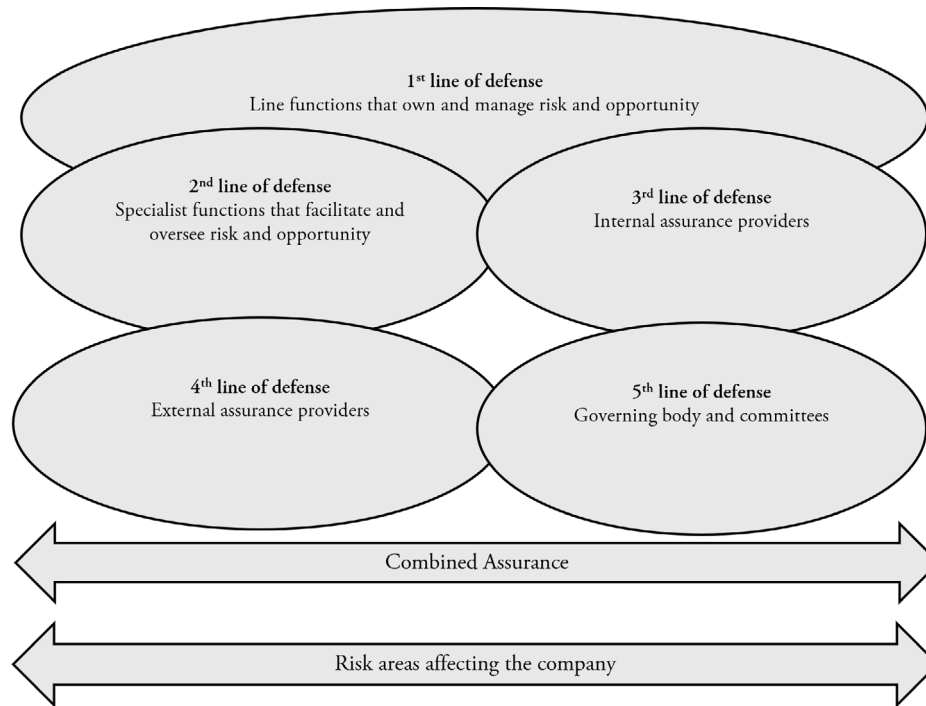 1st line of defense
Line functions that own and manage risk and opportunity
2nd line of defense
Specialist functions that facilitate and
oversee risk and opportunity
3rd line of defense
Internal assurance providers
4th line of defense
External assurance providers
5th line of defense
Governing body and committees
Combined Assurance
Risk areas affecting the company